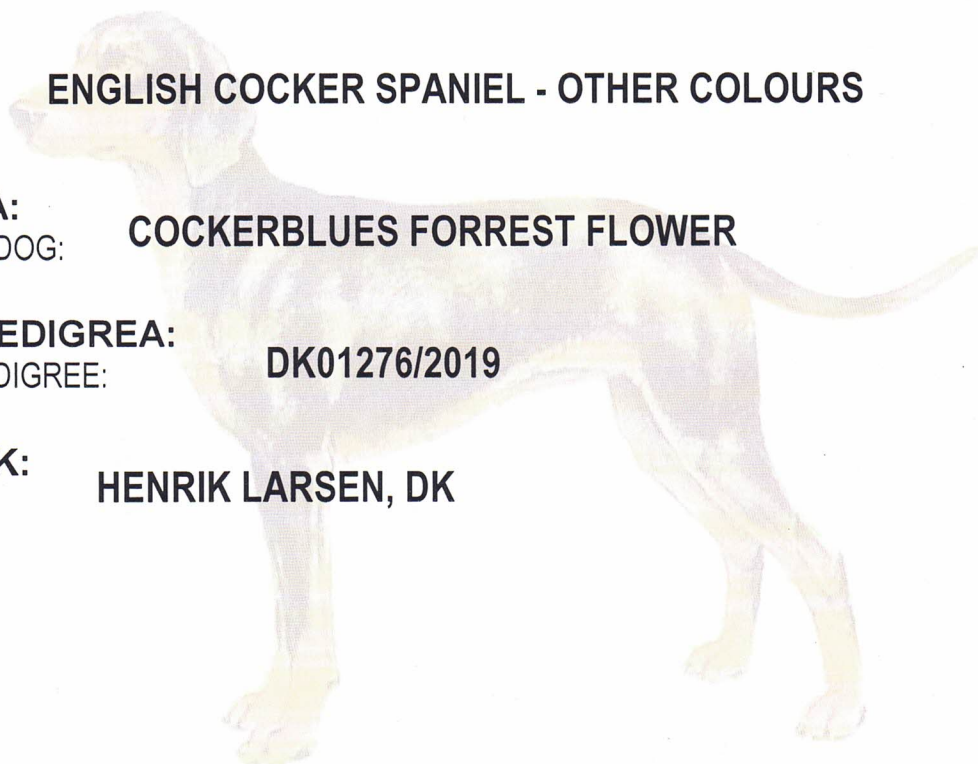 ENGLISH COCKER SPANIEL - OTHER COLOURS
A:
DOG: COCKERBLUES FORREST FLOWER
EDIGREA:
DIGREE: DK01276/2019
K:
HENRIK LARSEN, DK